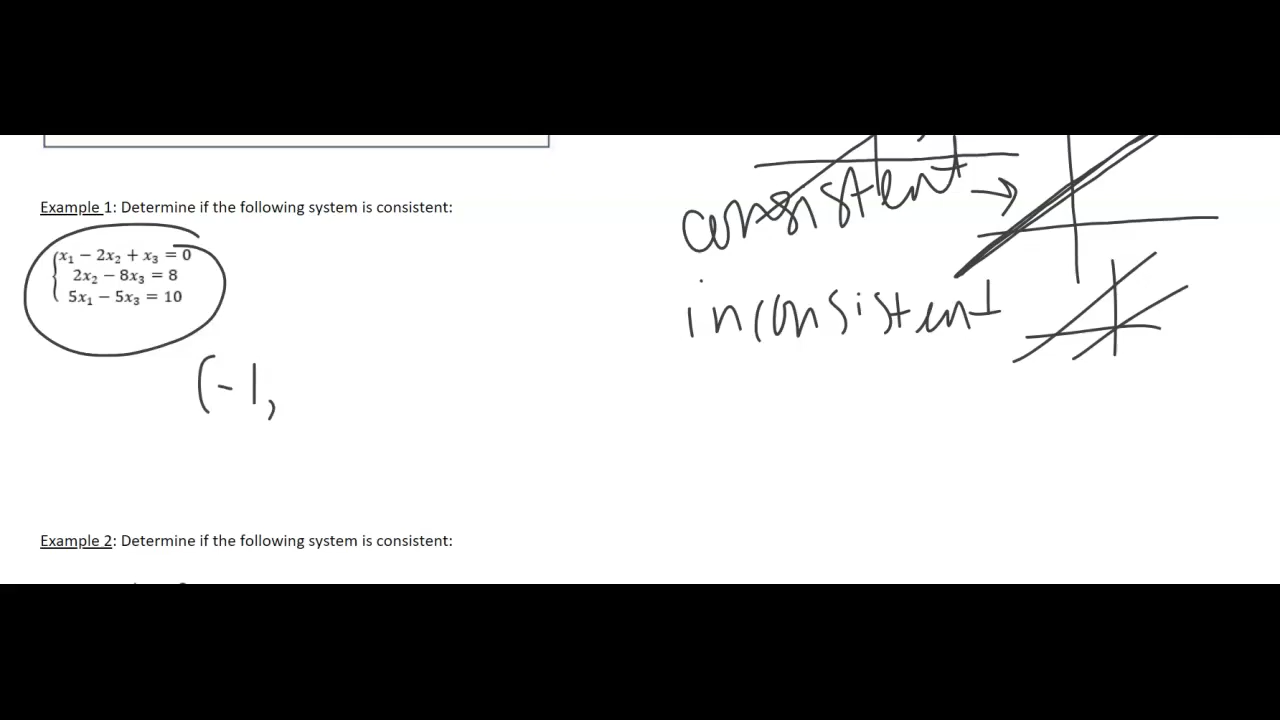 Example 1: Determine if the following system is consistent:
x₁ − 2x₂ + x₃ = 0
2x₂ − 8x₃ = 8
5x₁ − 5x₃ = 10
(-1,
consistent →
inconsistent
Example 2: Determine if the following system is consistent: